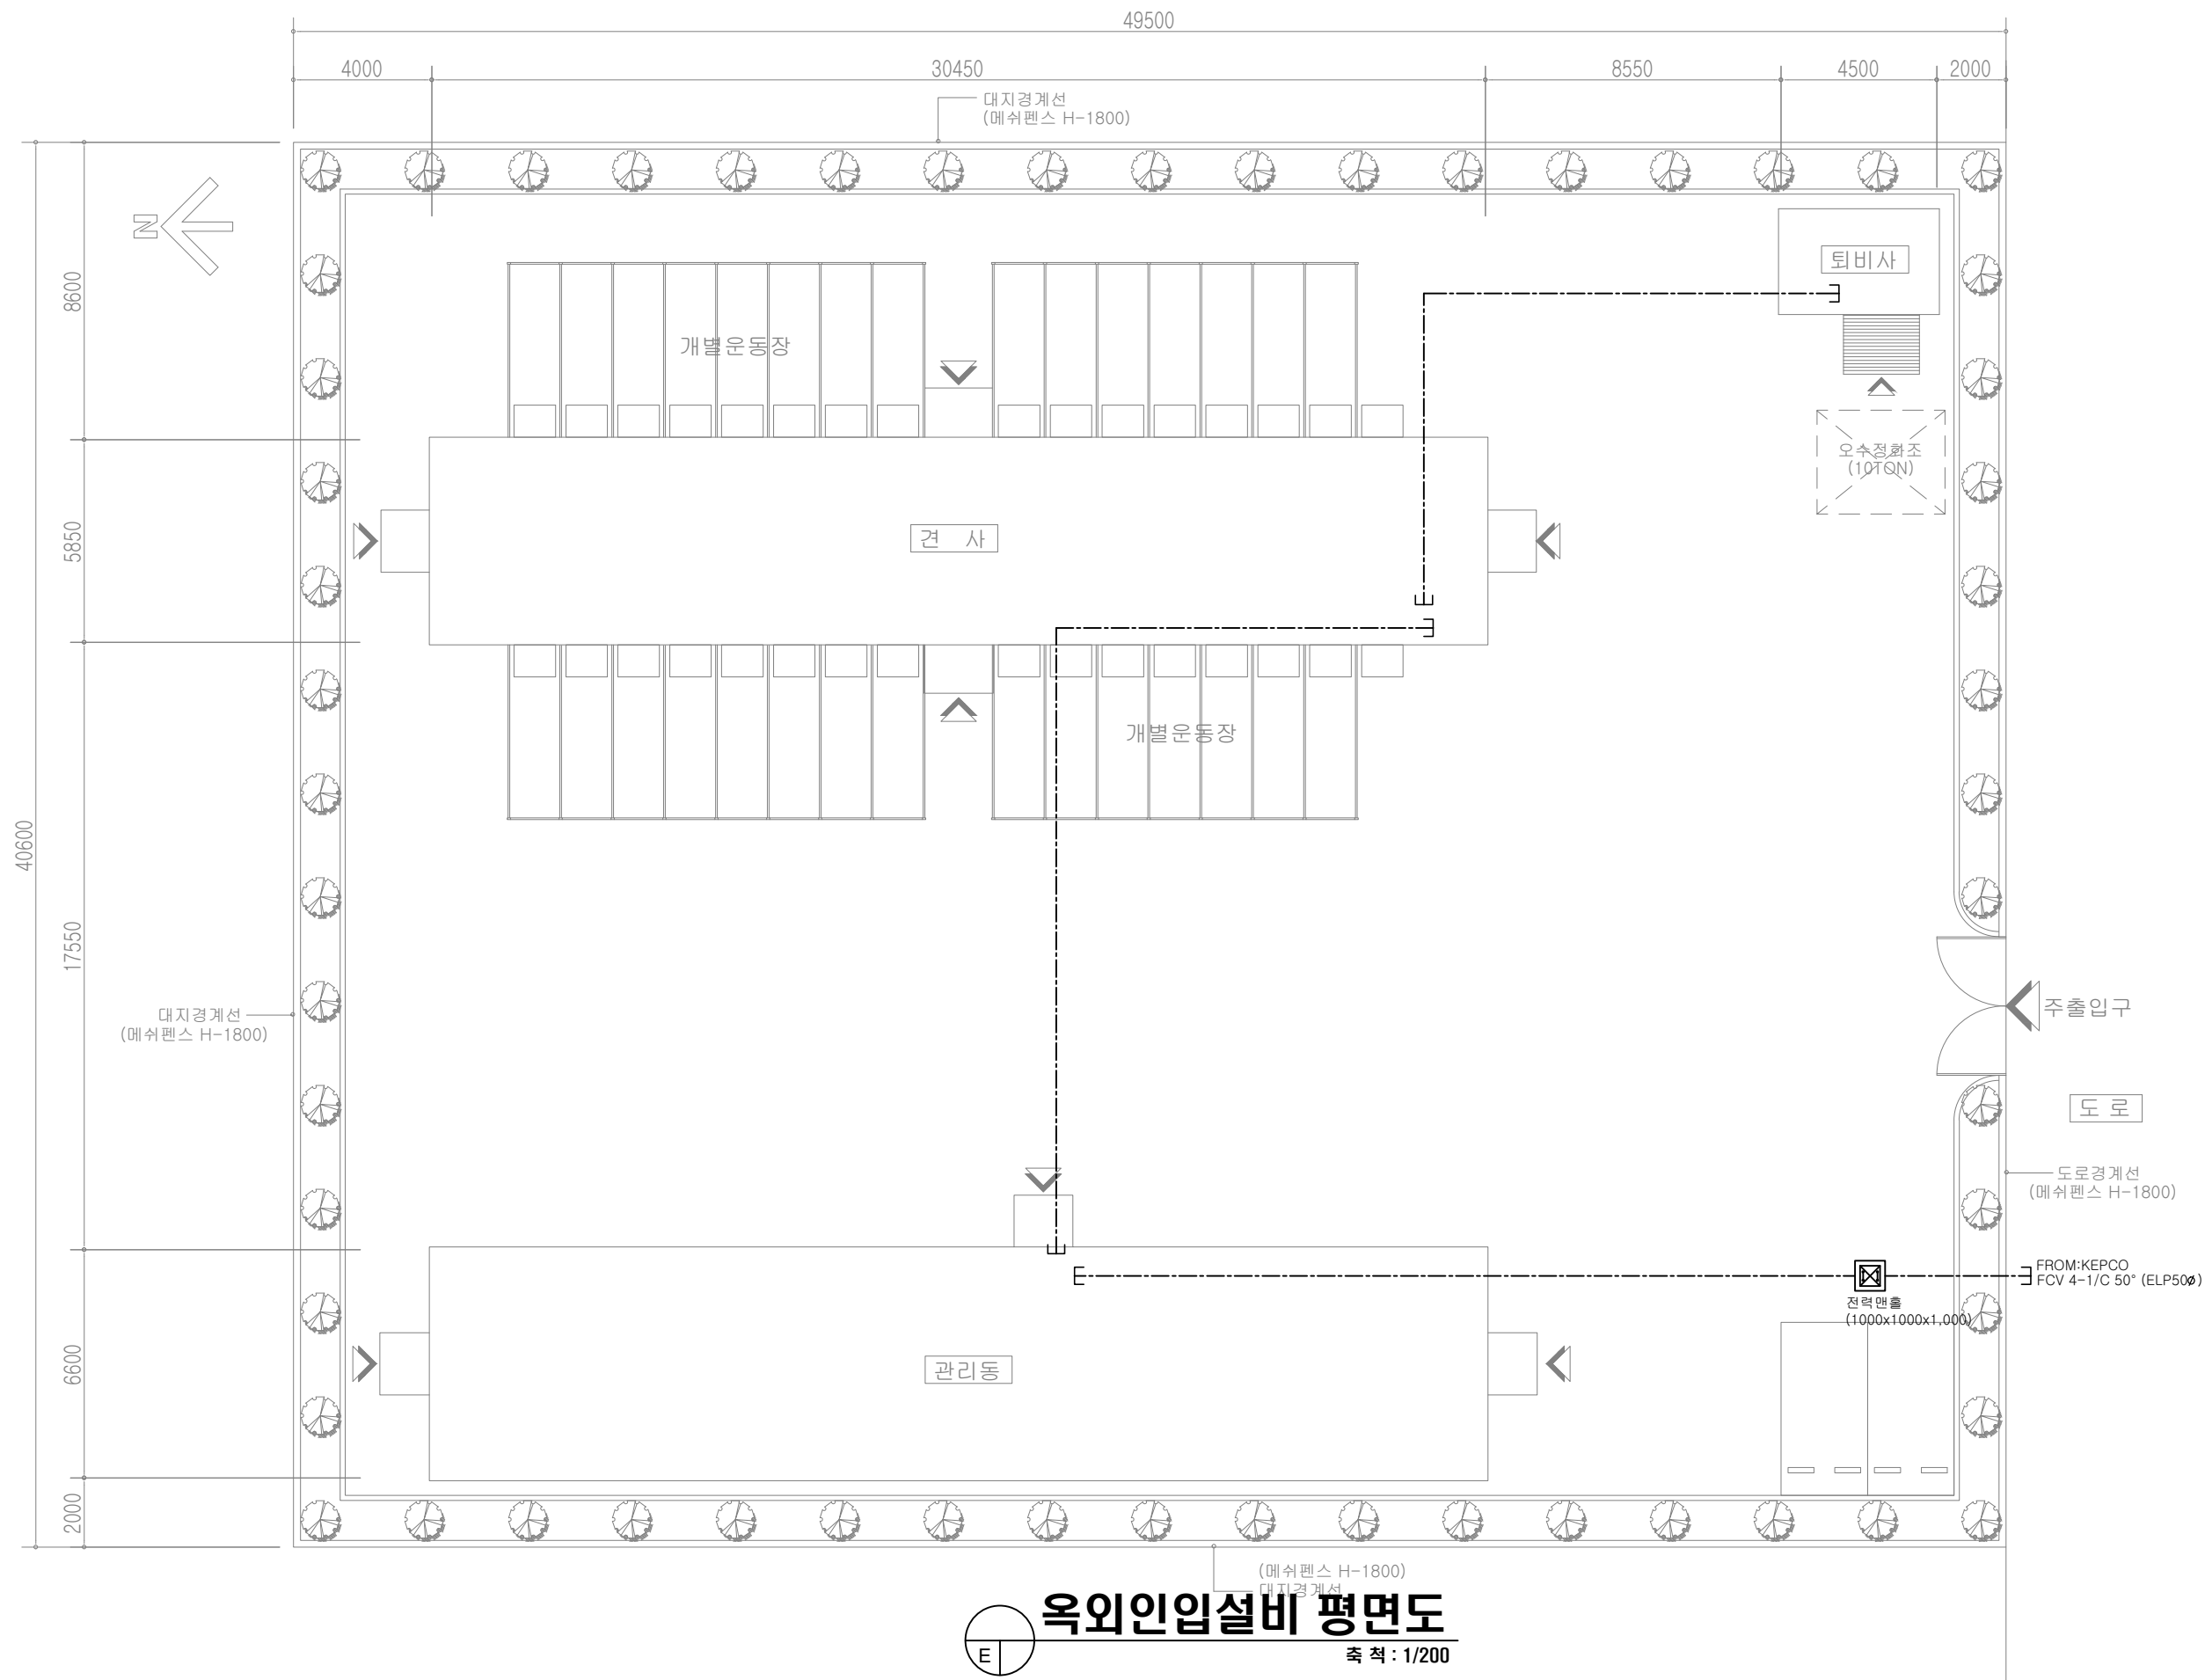 49500
4000
30450
8550
4500
2000
대지경계선
(메쉬펜스 H-1800)
N
8600
5850
40600
17550
6600
2000
퇴비사
개별운동장
오수정화조
(10TON)
견 사
개별운동장
대지경계선
(메쉬펜스 H-1800)
주출입구
도 로
도로경계선
(메쉬펜스 H-1800)
FROM:KEPCO
FCV 4-1/C 50° (ELP50ø)
전력맨홀
(1000x1000x1,000)
관리동
(메쉬펜스 H-1800)
대지경계선
옥외인입설비 평면도
E
축 척 : 1/200